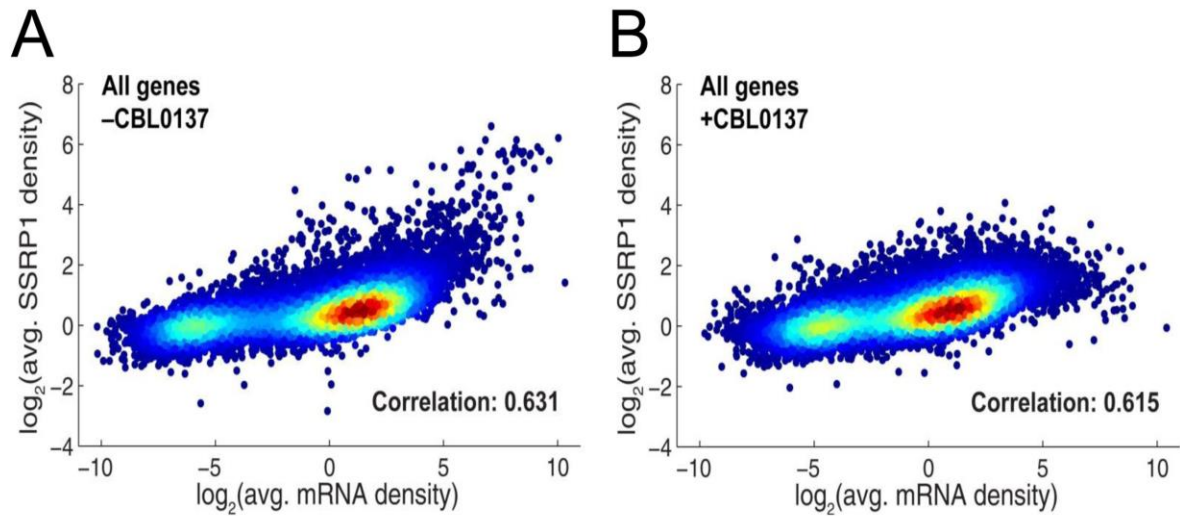 A
All genes
–CBL0137
Correlation: 0.631
8
6
4
2
0
−2
−4
−10
−5
0
5
10
log2(avg. SSRP1 density)
log2(avg. mRNA density)
B
All genes
+CBL0137
Correlation: 0.615
8
6
4
2
0
−2
−4
−10
−5
0
5
10
log2(avg. SSRP1 density)
log2(avg. mRNA density)